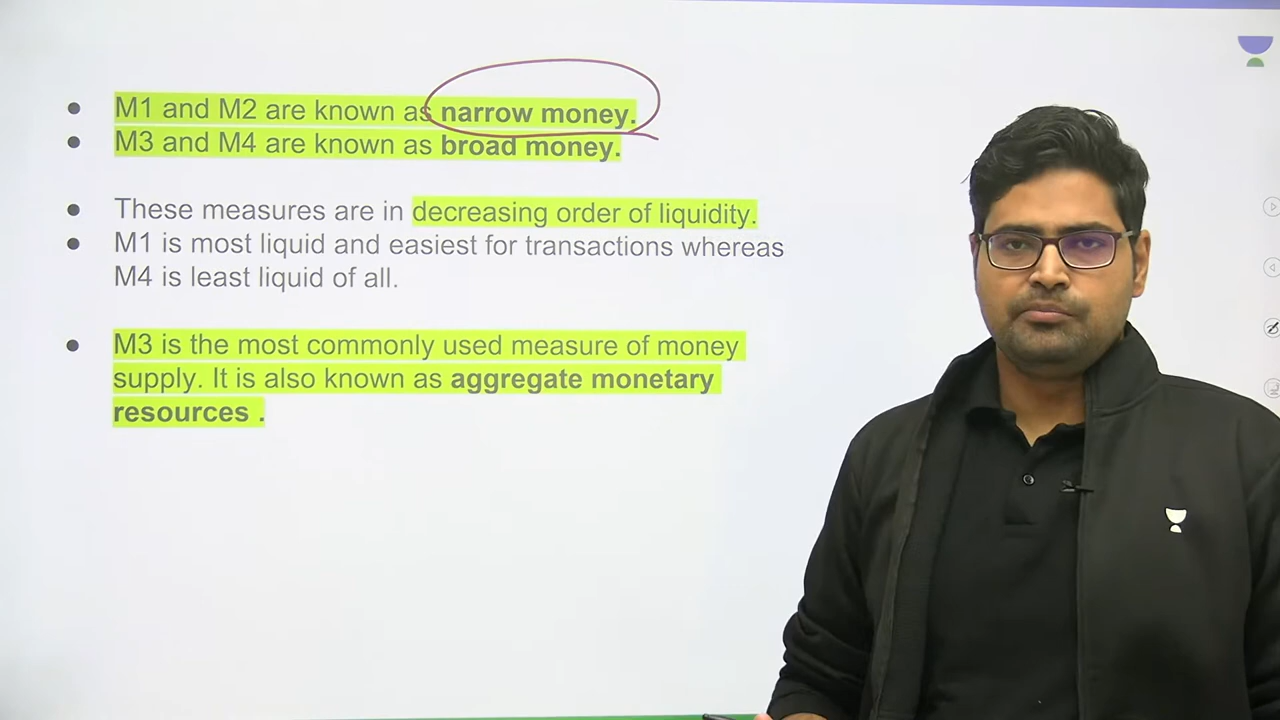 M1 and M2 are known as narrow money.
M3 and M4 are known as broad money.
These measures are in decreasing order of liquidity.
M1 is most liquid and easiest for transactions whereas
M4 is least liquid of all.
M3 is the most commonly used measure of money
supply. It is also known as aggregate monetary
resources .